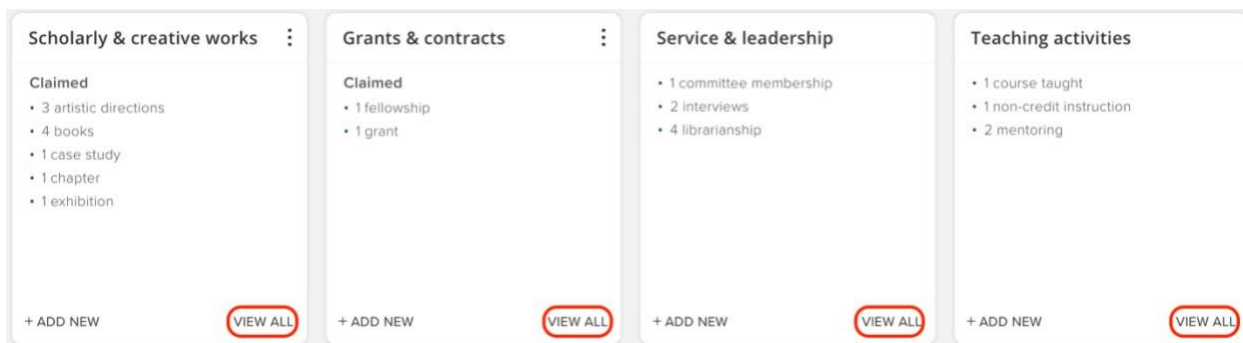 Scholarly & creative works
Claimed
• 3 artistic directions
• 4 books
• 1 case study
• 1 chapter
• 1 exhibition
+ ADD NEW
VIEW ALL
Grants & contracts
Claimed
• 1 fellowship
• 1 grant
+ ADD NEW
VIEW ALL
Service & leadership
• 1 committee membership
• 2 interviews
• 4 librarianship
+ ADD NEW
VIEW ALL
Teaching activities
• 1 course taught
• 1 non-credit instruction
• 2 mentoring
+ ADD NEW
VIEW ALL